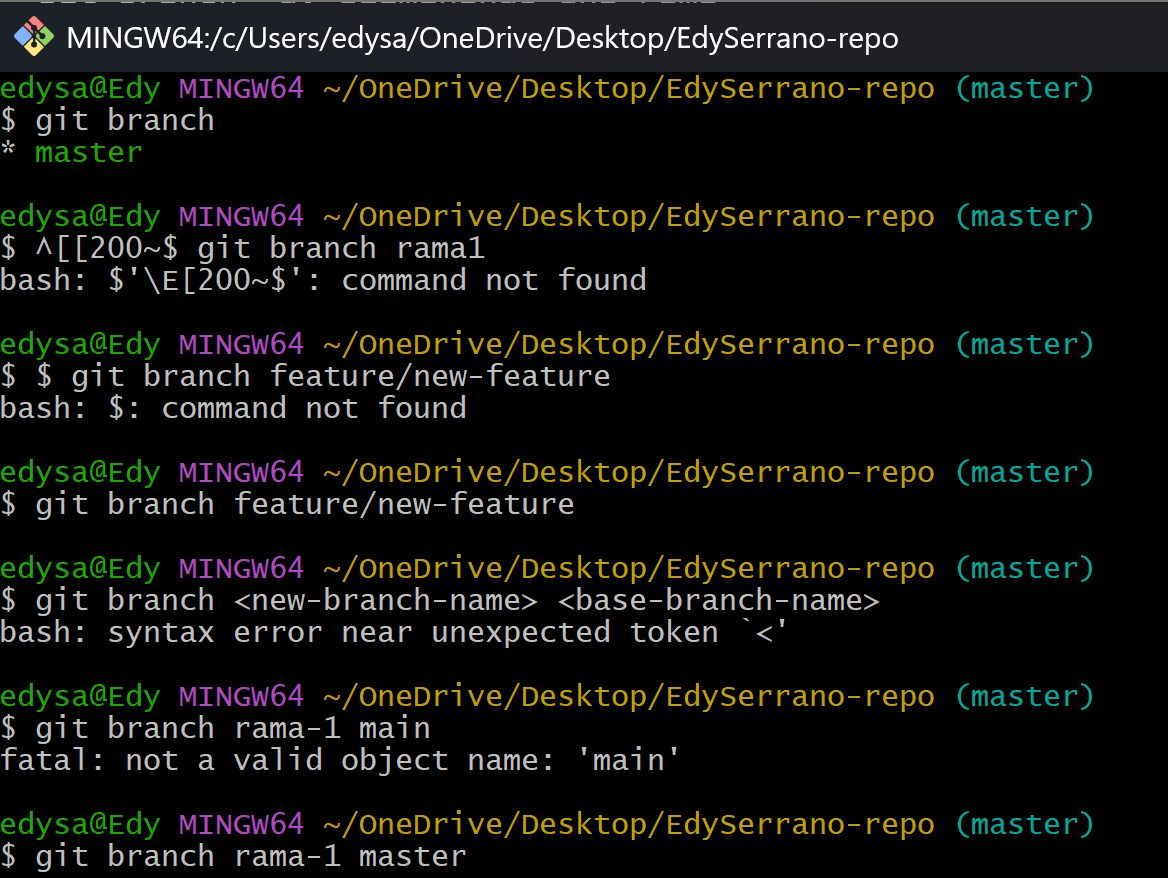 MINGW64:/c/Users/edysa/OneDrive/Desktop/EdySerrano-repo
edysa@Edy MINGW64 ~/OneDrive/Desktop/EdySerrano-repo (master)
$ git branch
* master
edysa@Edy MINGW64 ~/OneDrive/Desktop/EdySerrano-repo (master)
$ ^[[200~$ git branch rama1
bash: $'\E[200~$': command not found
edysa@Edy MINGW64 ~/OneDrive/Desktop/EdySerrano-repo (master)
$ $ git branch feature/new-feature
bash: $: command not found
edysa@Edy MINGW64 ~/OneDrive/Desktop/EdySerrano-repo (master)
$ git branch feature/new-feature
edysa@Edy MINGW64 ~/OneDrive/Desktop/EdySerrano-repo (master)
$ git branch <new-branch-name> <base-branch-name>
bash: syntax error near unexpected token `<'
edysa@Edy MINGW64 ~/OneDrive/Desktop/EdySerrano-repo (master)
$ git branch rama-1 main
fatal: not a valid object name: 'main'
edysa@Edy MINGW64 ~/OneDrive/Desktop/EdySerrano-repo (master)
$ git branch rama-1 master